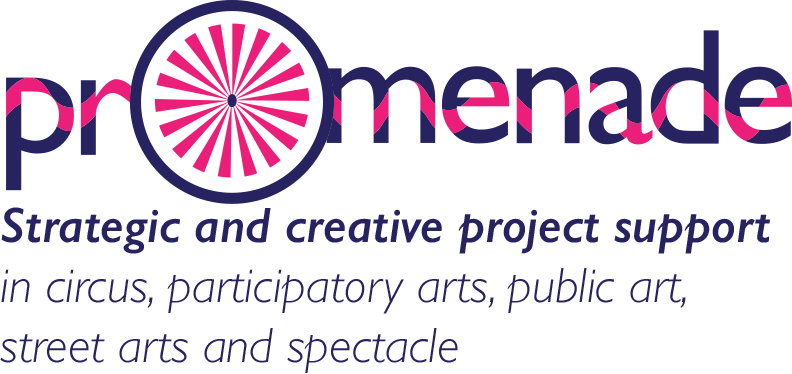 promenade
Strategic and creative project support
in circus, participatory arts, public art,
street arts and spectacle